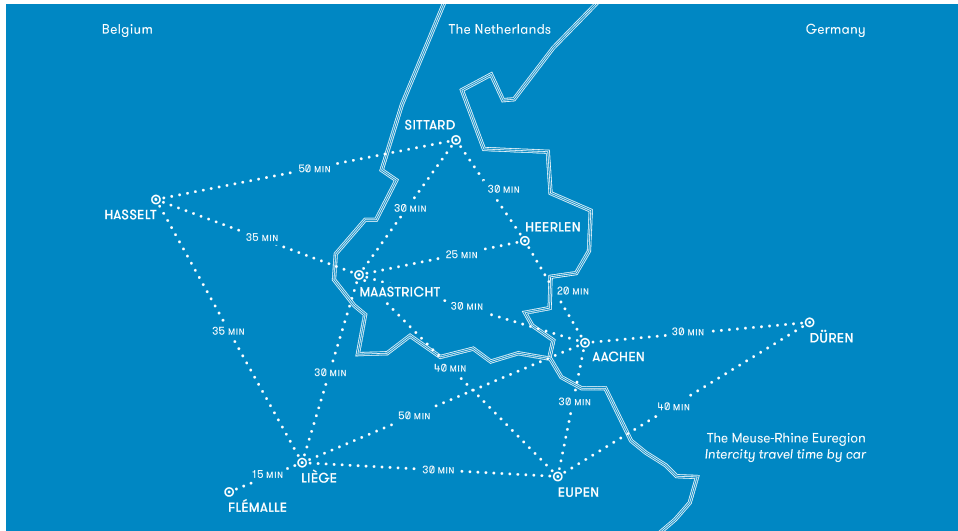 Belgium
The Netherlands
Germany
SITTARD
50 MIN
30 MIN
HASSELT
30 MIN
HEERLEN
35 MIN
25 MIN
MAASTRICHT
20 MIN
30 MIN
35 MIN
30 MIN
DÜREN
AACHEN
40 MIN
30 MIN
30 MIN
40 MIN
50 MIN
The Meuse-Rhine Euregion
Intercity travel time by car
15 MIN
30 MIN
LIÈGE
EUPEN
FLÉMALLE